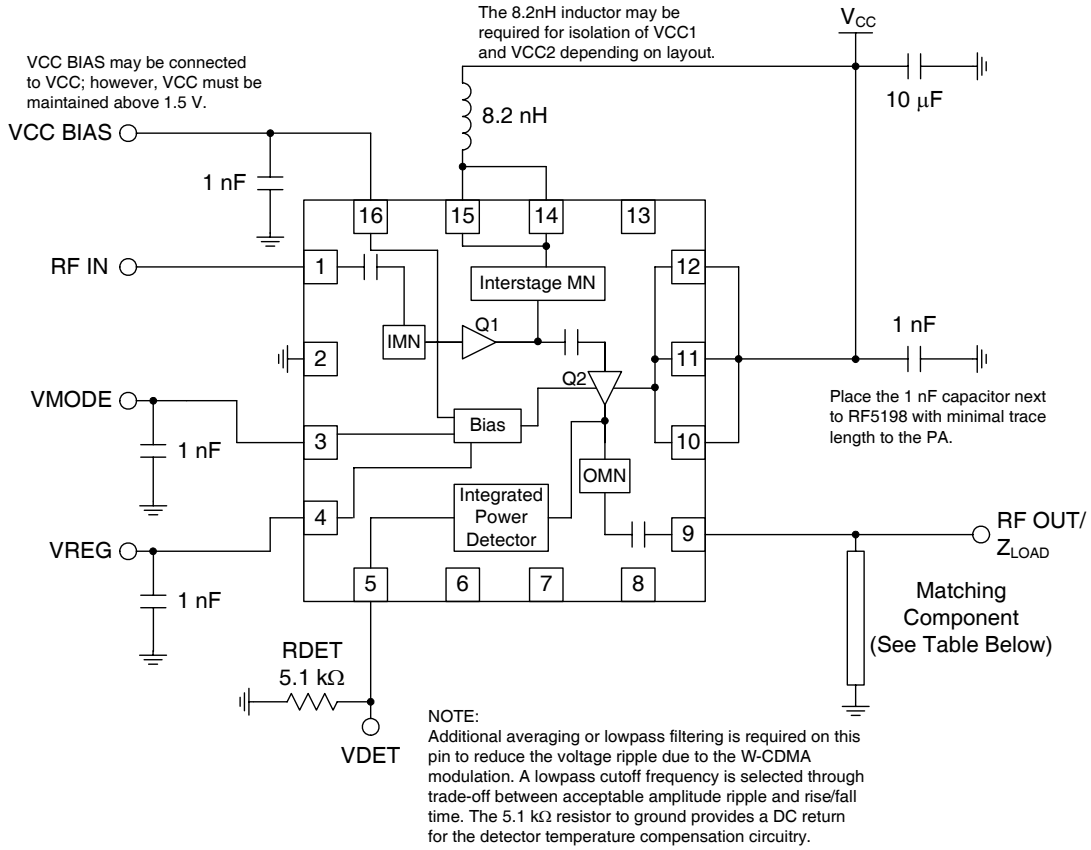 The 8.2nH inductor may be
required for isolation of VCC1
and VCC2 depending on layout.
VCC
VCC BIAS may be connected
to VCC; however, VCC must be
maintained above 1.5 V.
10 µF
8.2 nH
VCC BIAS
1 nF
16
15
14
13
RF IN
1
12
Interstage MN
Q1
IMN
1 nF
2
11
Q2
VMODE
Place the 1 nF capacitor next
to RF5198 with minimal trace
length to the PA.
Bias
3
10
1 nF
OMN
4
Integrated
Power
Detector
9
RF OUT/
ZLOAD
VREG
5
6
7
8
1 nF
Matching
Component
(See Table Below)
RDET
5.1 kΩ
VDET
NOTE:
Additional averaging or lowpass filtering is required on this
pin to reduce the voltage ripple due to the W-CDMA
modulation. A lowpass cutoff frequency is selected through
trade-off between acceptable amplitude ripple and rise/fall
time. The 5.1 kΩ resistor to ground provides a DC return
for the detector temperature compensation circuitry.